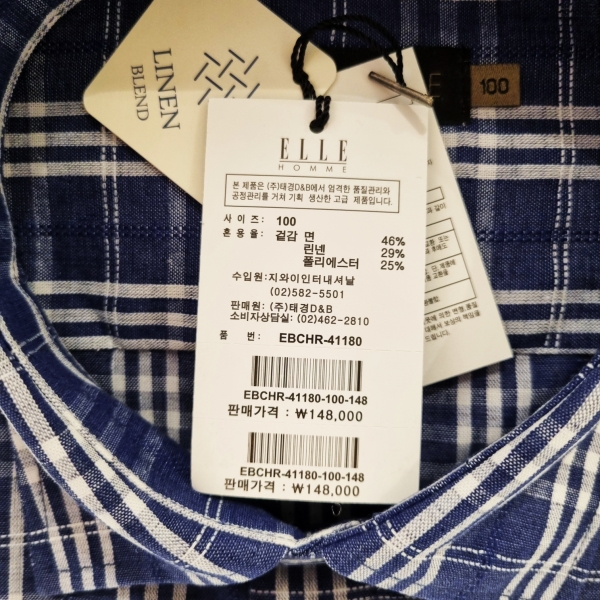 LINEN
BLEND
100
ELLE
HOMME
본 제품은 (주)태경D&B에서 엄격한 품질관리와
공정관리를 거쳐 기획 생산한 고급 제품입니다.
사 이 즈 : 100
혼 용 율 : 겉감 면 46%
린넨 29%
폴리에스터 25%
수입원 : 지와이인터내셔날
(02)582-5501
판매원 : (주)태경D&B
소비자상담실: (02)462-2810
품 번 : EBCHR-41180
EBCHR-41180-100-148
판매가격 : ₩148,000
EBCHR-41180-100-148
판매가격 : ₩148,000